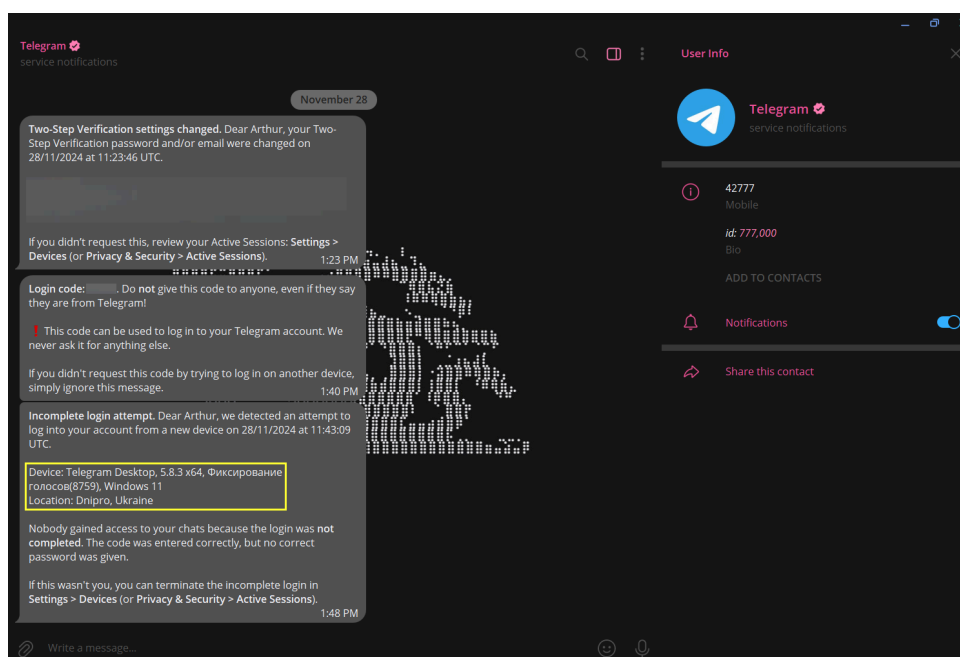 Telegram
service notifications
November 28
Two-Step Verification settings changed. Dear Arthur, your Two-
Step Verification password and/or email were changed on
28/11/2024 at 11:23:46 UTC.
If you didn't request this, review your Active Sessions: Settings >
Devices (or Privacy & Security > Active Sessions).
1:23 PM
Login code: . Do not give this code to anyone, even if they say
they are from Telegram!
❗ This code can be used to log in to your Telegram account. We
never ask it for anything else.
If you didn't request this code by trying to log in on another device,
simply ignore this message.
1:40 PM
Incomplete login attempt. Dear Arthur, we detected an attempt to
log into your account from a new device on 28/11/2024 at 11:43:09
UTC.
Device: Telegram Desktop, 5.8.3 x64, Фиксирование
голосов(8759), Windows 11
Location: Dnipro, Ukraine
Nobody gained access to your chats because the login was not
completed. The code was entered correctly, but no correct
password was given.
If this wasn't you, you can terminate the incomplete login in
Settings > Devices (or Privacy & Security > Active Sessions).
1:48 PM
Write a message...
User Info
Telegram
service notifications
42777
Mobile
id: 777,000
Bio
ADD TO CONTACTS
Notifications
Share this contact